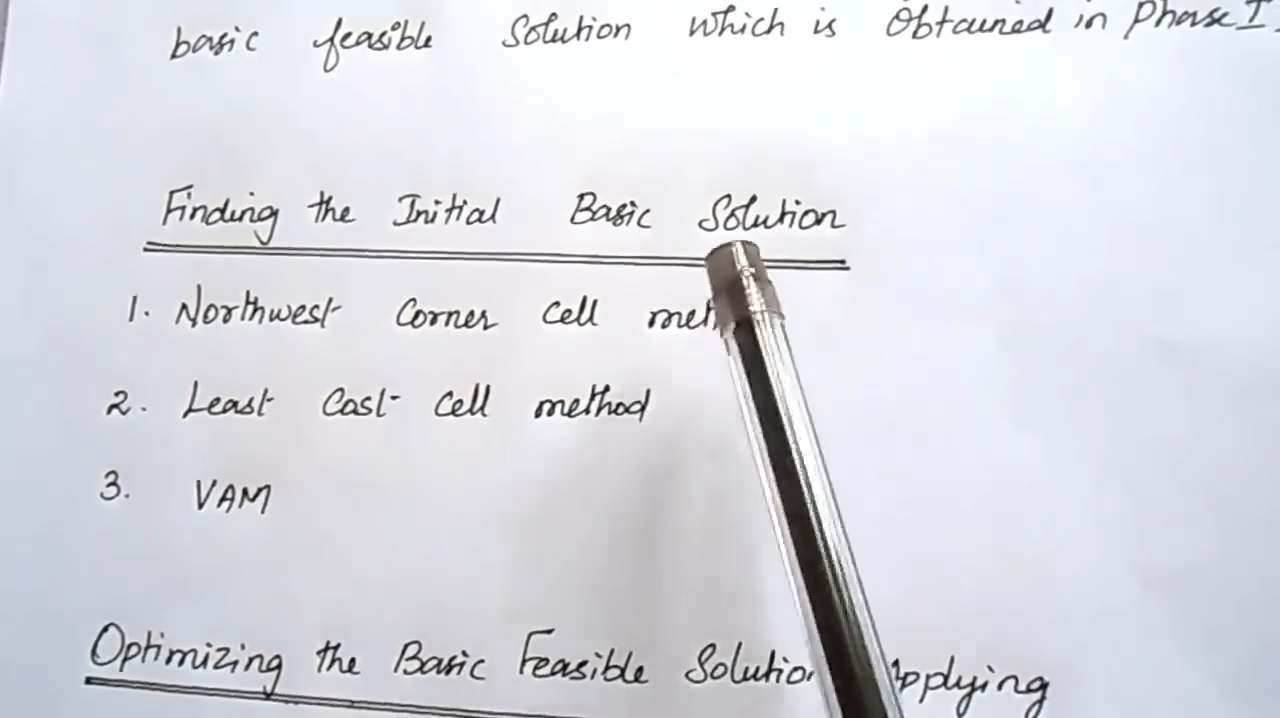 basic feasible Solution which is Obtained in Phase I.
Finding the Initial Basic Solution
1. Northwest Corner Cell
2. Least Cost Cell method
3. VAM
Optimizing the Basic Feasible Solution